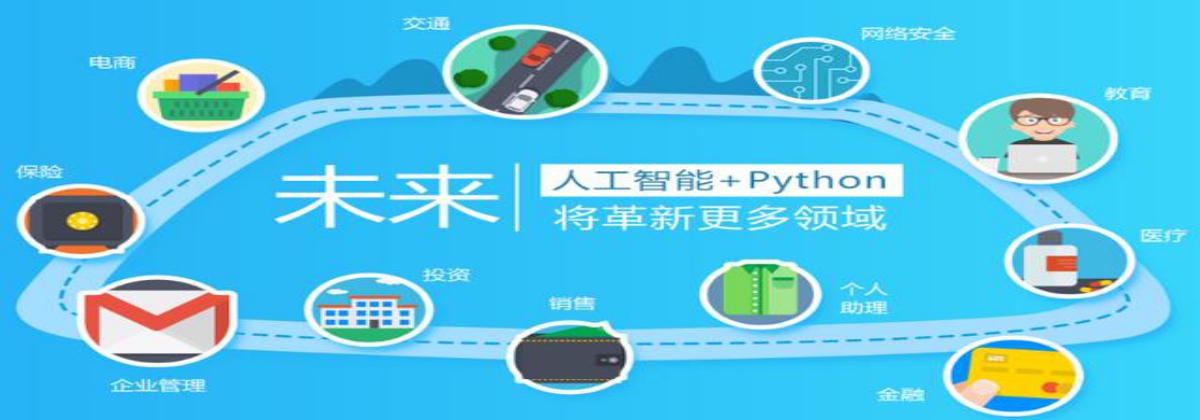 交通
网络安全
电商
教育
保险
未来
人工智能+Python
将革新更多领域
医疗
投资
个人
助理
销售
企业管理
金融